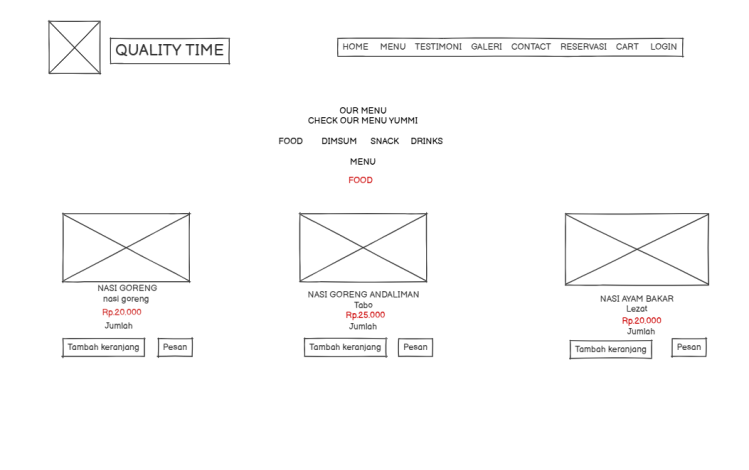 QUALITY TIME
HOME MENU TESTIMONI GALERI CONTACT RESERVASI CART LOGIN
OUR MENU
CHECK OUR MENU YUMMI
FOOD DIMSUM SNACK DRINKS
MENU
FOOD
NASI GORENG
nasi goreng
Rp.20.000
Jumlah
Tambah keranjang Pesan
NASI GORENG ANDALIMAN
Tabo
Rp.25.000
Jumlah
Tambah keranjang Pesan
NASI AYAM BAKAR
Lezat
Rp.20.000
Jumlah
Tambah keranjang Pesan